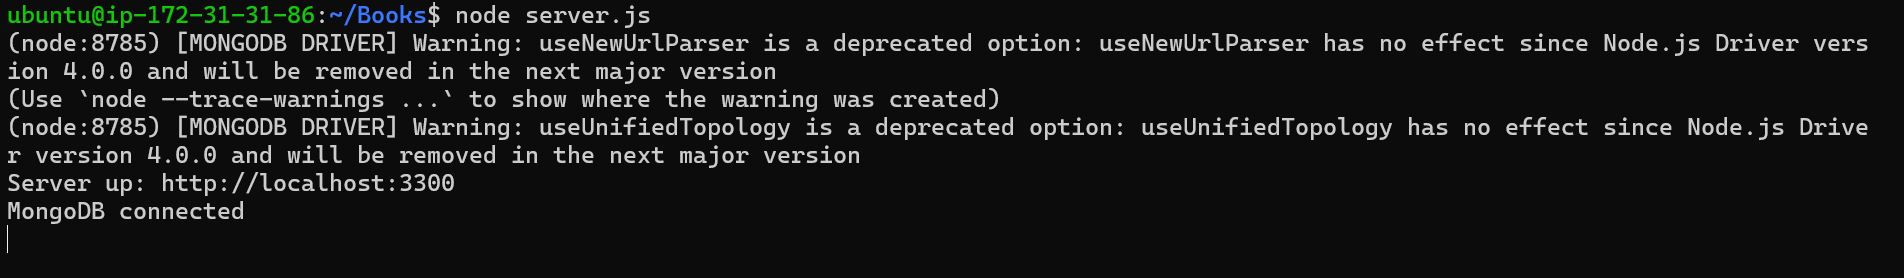 ubuntu@ip-172-31-31-86:~/Books$ node server.js
(node:8785) [MONGODB DRIVER] Warning: useNewUrlParser is a deprecated option: useNewUrlParser has no effect since Node.js Driver vers
ion 4.0.0 and will be removed in the next major version
(Use `node --trace-warnings ...` to show where the warning was created)
(node:8785) [MONGODB DRIVER] Warning: useUnifiedTopology is a deprecated option: useUnifiedTopology has no effect since Node.js Drive
r version 4.0.0 and will be removed in the next major version
Server up: http://localhost:3300
MongoDB connected